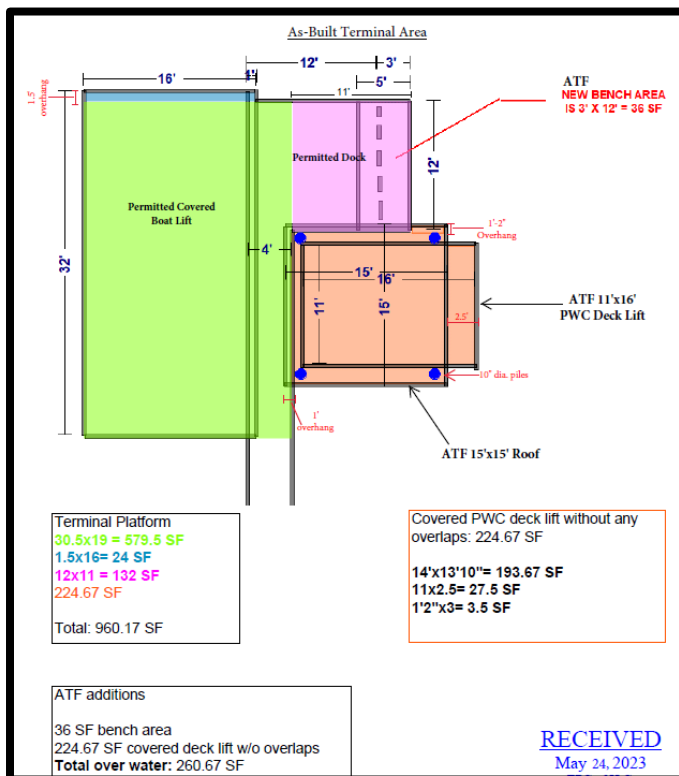 As-Built Terminal Area
12'
3'
16'
1'
5'
11'
1.5'
overhang
ATF
NEW BENCH AREA
IS 3' X 12' = 36 SF
Permitted Dock
12'
Permitted Covered
Boat Lift
1'-2"
Overhang
4'
32'
15'
16'
ATF 11'x16'
PWC Deck Lift
11'
15'
2.5'
10" dia. piles
1'
overhang
ATF 15'x15' Roof
Terminal Platform
30.5x19 = 579.5 SF
1.5x16= 24 SF
12x11 = 132 SF
224.67 SF
Total: 960.17 SF
Covered PWC deck lift without any
overlaps: 224.67 SF
14'x13'10"= 193.67 SF
11x2.5= 27.5 SF
1'2"x3= 3.5 SF
ATF additions
36 SF bench area
224.67 SF covered deck lift w/o overlaps
Total over water: 260.67 SF
RECEIVED
May 24, 2023